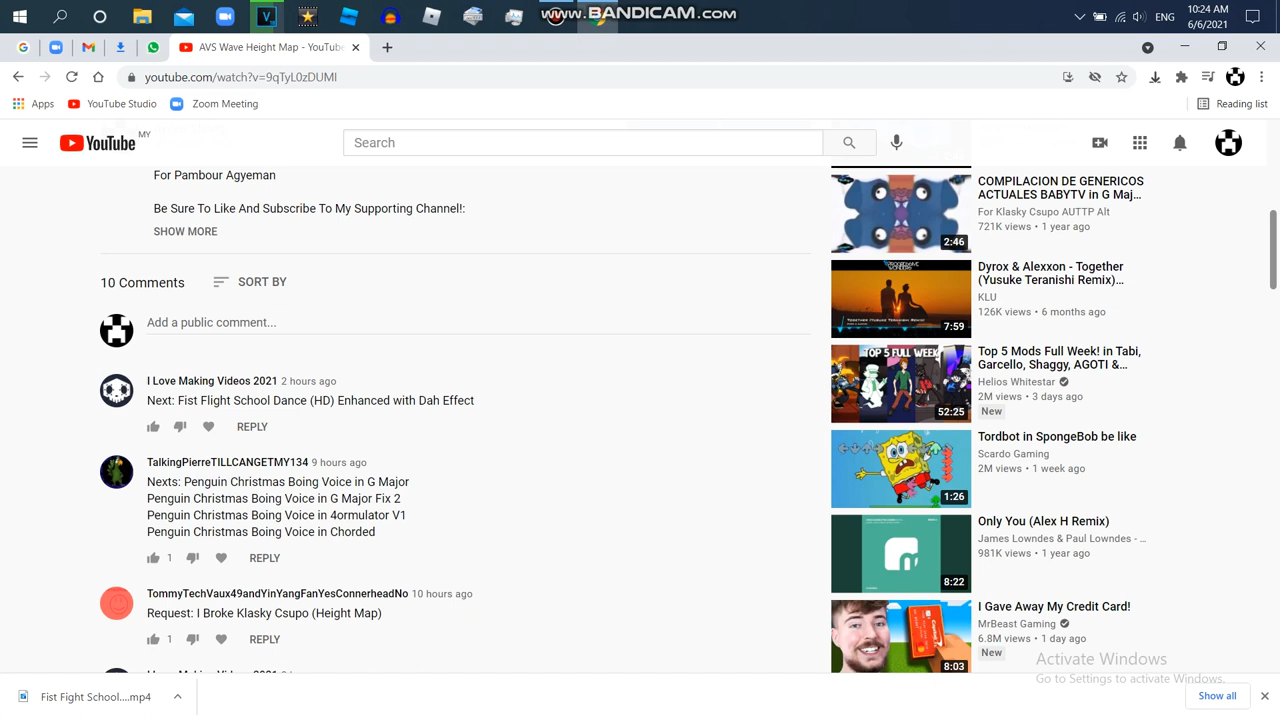 www.BANDICAM.com
10:24 AM
ENG
6/6/2021
AVS Wave Height Map - YouTube
youtube.com/watch?v=9qTyL0zDUMI
Apps
YouTube Studio
Zoom Meeting
Reading list
YouTube
MY
Search
For Pambour Agyeman
Be Sure To Like And Subscribe To My Supporting Channel!:
SHOW MORE
10 Comments
SORT BY
Add a public comment...
I Love Making Videos 2021 2 hours ago
Next: Fist FIght School Dance (HD) Enhanced with Dah Effect
REPLY
TalkingPierreTILLCANGETMY134 9 hours ago
Nexts: Penguin Christmas Boing Voice in G Major
Penguin Christmas Boing Voice in G Major Fix 2
Penguin Christmas Boing Voice in 4ormulator V1
Penguin Christmas Boing Voice in Chorded
1
REPLY
TommyTechVaux49andYinYangFanYesConnerheadNo 10 hours ago
Request: I Broke Klasky Csupo (Height Map)
1
REPLY
COMPILACION DE GENERICOS
ACTUALES BABYTV in G Maj...
For Klasky Csupo AUTTP Alt
721K views • 1 year ago
2:46
Dyrox & Alexxon - Together
(Yusuke Teranishi Remix)...
KLU
126K views • 6 months ago
TOGETHER (YUSUKE TERANISHI REMIX)
7:59
TOP 5 FULL WEEK
Top 5 Mods Full Week! in Tabi,
Garcello, Shaggy, AGOTI &...
Helios Whitestar
2M views • 3 days ago
New
52:25
Tordbot in SpongeBob be like
Scardo Gaming
2M views • 1 week ago
1:26
Only You (Alex H Remix)
James Lowndes & Paul Lowndes - ...
981K views • 1 year ago
8:22
I Gave Away My Credit Card!
MrBeast Gaming
6.8M views • 1 day ago
New
8:03
Activate Windows
Go to Settings to activate Windows.
Fist Fight School....mp4
Show all